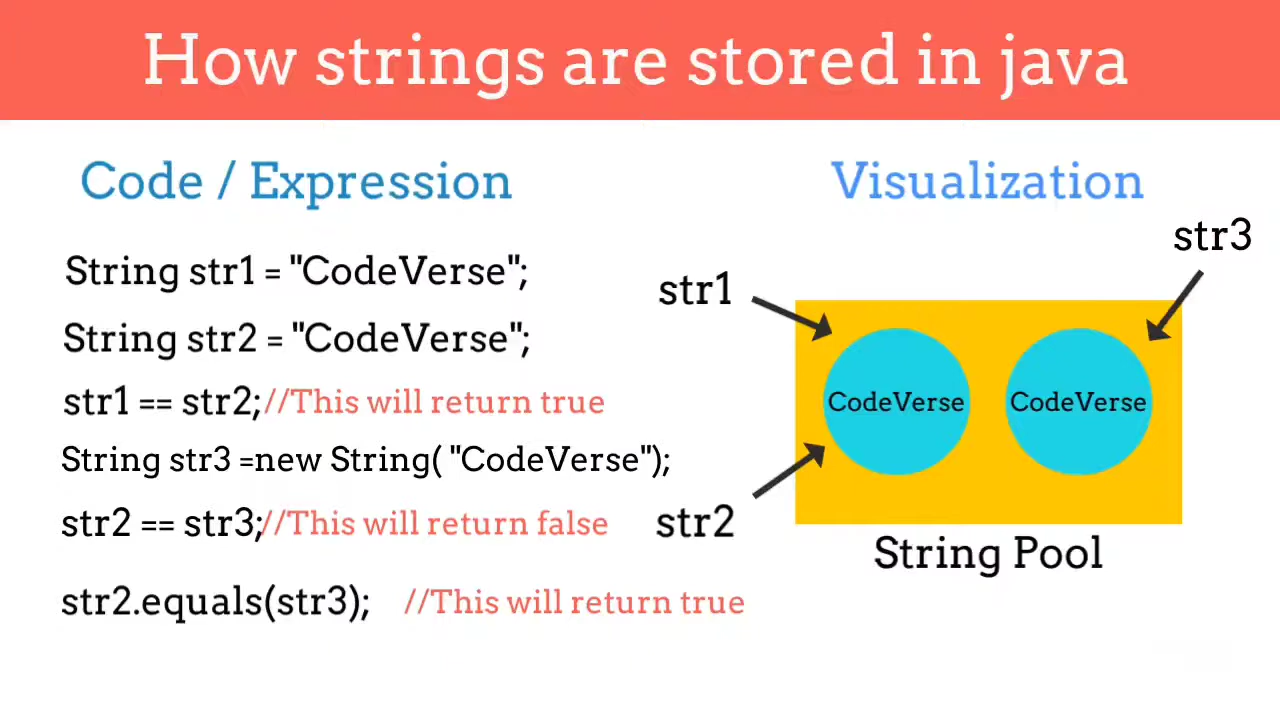 How strings are stored in java
Code / Expression
String str1 = "CodeVerse";
String str2 = "CodeVerse";
str1 == str2;//This will return true
String str3 =new String( "CodeVerse");
str2 == str3;//This will return false
str2.equals(str3); //This will return true
Visualization
str3
str1
CodeVerse CodeVerse
str2
String Pool